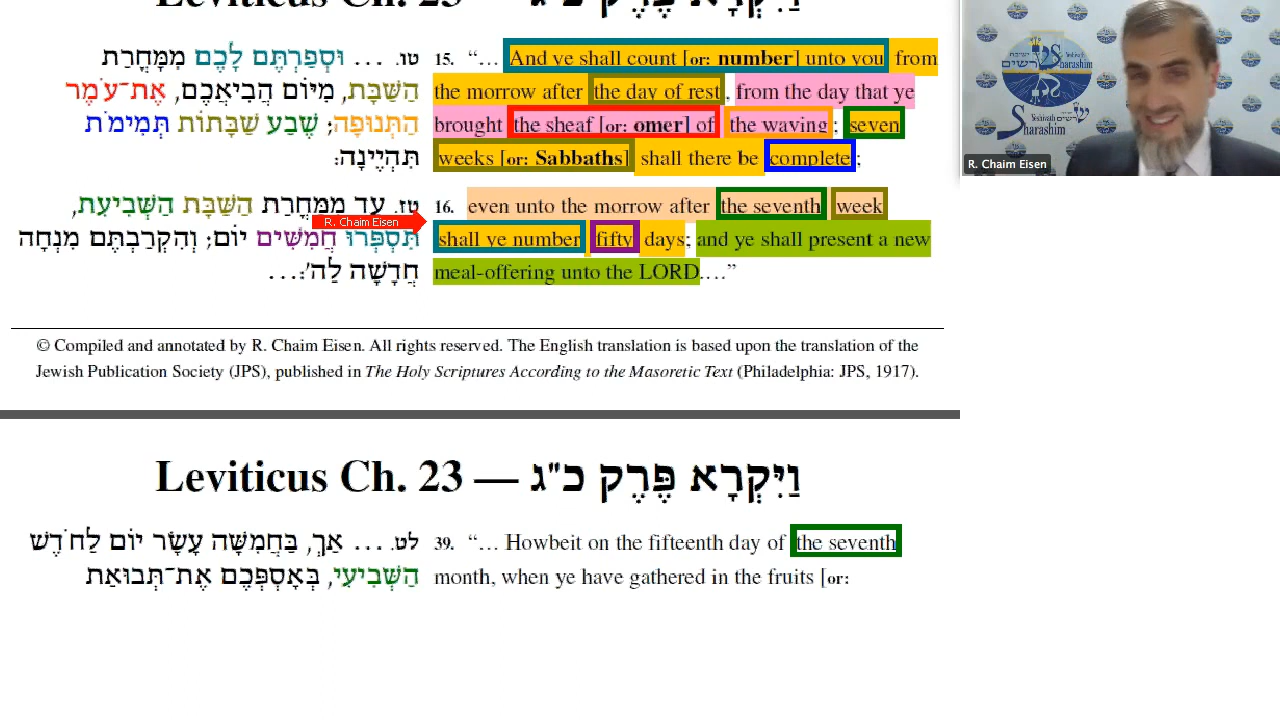 Leviticus Ch. 23 — וַיִּקְרָא פֶּרֶק כ"ג
טו. ... וּסְפַרְתֶּם לָכֶם מִמָּחֳרַת
הַשַּׁבָּת, מִיּוֹם הֲבִיאֲכֶם, אֶת־עֹמֶר
הַתְּנוּפָה; שֶׁבַע שַׁבָּתוֹת תְּמִימֹת
תִּהְיֶינָה:
15. “... And ye shall count [or: number] unto you from
the morrow after the day of rest, from the day that ye
brought the sheaf [or: omer] of the waving; seven
weeks [or: Sabbaths] shall there be complete;
טז. עַד מִמָּחֳרַת הַשַּׁבָּת הַשְּׁבִיעִת,
תִּסְפְּרוּ חֲמִשִּׁים יוֹם; וְהִקְרַבְתֶּם מִנְחָה
חֲדָשָׁה לַה':...
16. even unto the morrow after the seventh week
shall ye number fifty days; and ye shall present a new
meal-offering unto the LORD....”
R. Chaim Eisen
© Compiled and annotated by R. Chaim Eisen. All rights reserved. The English translation is based upon the translation of the
Jewish Publication Society (JPS), published in The Holy Scriptures According to the Masoretic Text (Philadelphia: JPS, 1917).
Leviticus Ch. 23 — וַיִּקְרָא פֶּרֶק כ"ג
לט. ... אַךְ, בַּחֲמִשָּׁה עָשָׂר יוֹם לַחֹדֶשׁ
הַשְּׁבִיעִי, בְּאָסְפְּכֶם אֶת־תְּבוּאַת
39. “... Howbeit on the fifteenth day of the seventh
month, when ye have gathered in the fruits [or:
R. Chaim Eisen
Yeshivath
Sharashim
Yeshivath
Sharashim